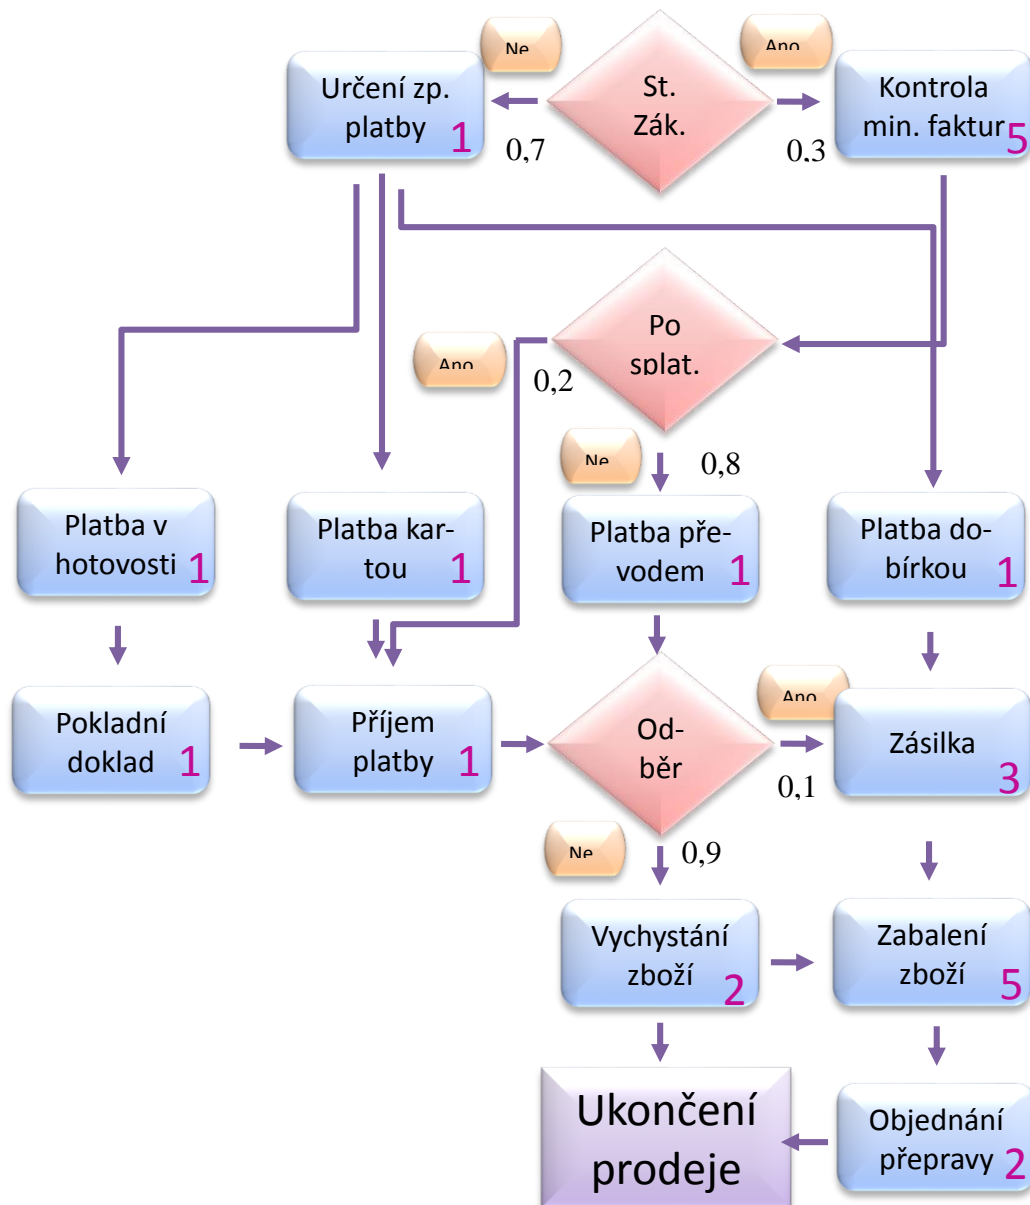 Ne
Ano
Určení zp.
platby
1
St.
Zák.
Kontrola
min. faktur
5
0,7
0,3
Po
splat.
Ano
0,2
Ne
0,8
Platba v
hotovosti
1
Platba kar-
tou
1
Platba pře-
vodem
1
Platba do-
bírkou
1
Pokladní
doklad
1
Příjem
platby
1
Od-
běr
Ano
0,1
Zásilka
3
Ne
0,9
Vychystání
zboží
2
Zabalení
zboží
5
Ukončení
prodeje
Objednání
přepravy
2